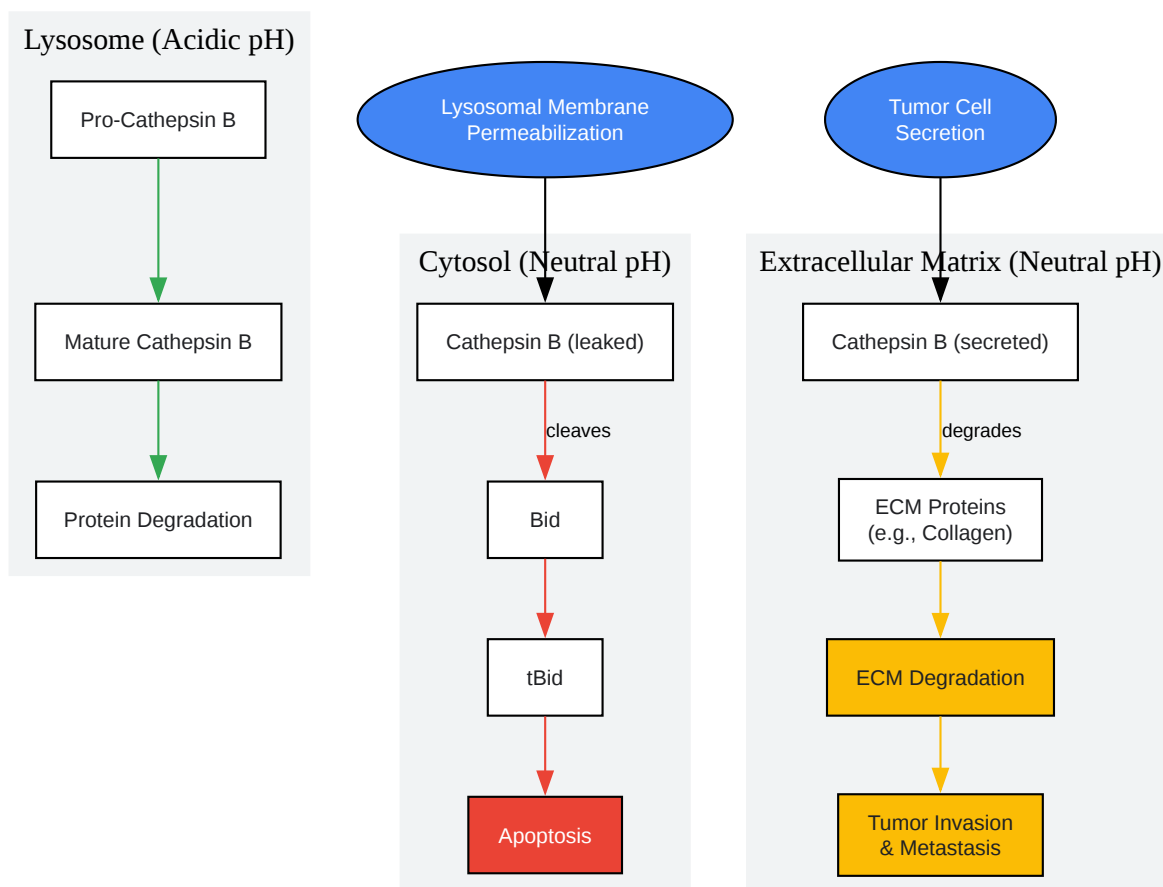 Lysosome (Acidic pH)
Pro-Cathepsin B
Mature Cathepsin B
Protein Degradation
Lysosomal Membrane
Permeabilization
Cytosol (Neutral pH)
Cathepsin B (leaked)
cleaves
Bid
tBid
Apoptosis
Tumor Cell
Secretion
Extracellular Matrix (Neutral pH)
Cathepsin B (secreted)
degrades
ECM Proteins
(e.g., Collagen)
ECM Degradation
Tumor Invasion
& Metastasis